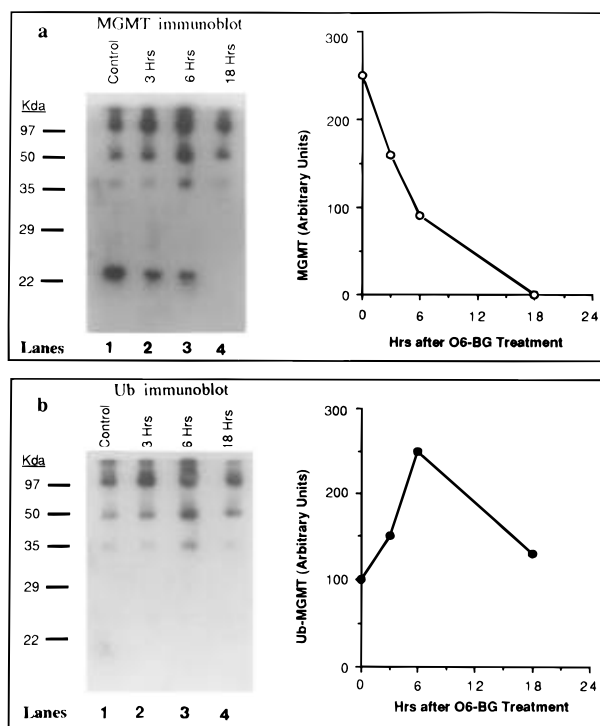 a
MGMT immunoblot
Control
3 Hrs
6 Hrs
18 Hrs
Kda
97
50
35
29
22
Lanes 1 2 3 4
MGMT (Arbitrary Units)
300
200
100
0
0 6 12 18 24
Hrs after O6-BG Treatment
b
Ub immunoblot
Control
3 Hrs
6 Hrs
18 Hrs
Kda
97
50
35
29
22
Lanes 1 2 3 4
Ub-MGMT (Arbitrary Units)
300
200
100
0
0 6 12 18 24
Hrs after O6-BG Treatment